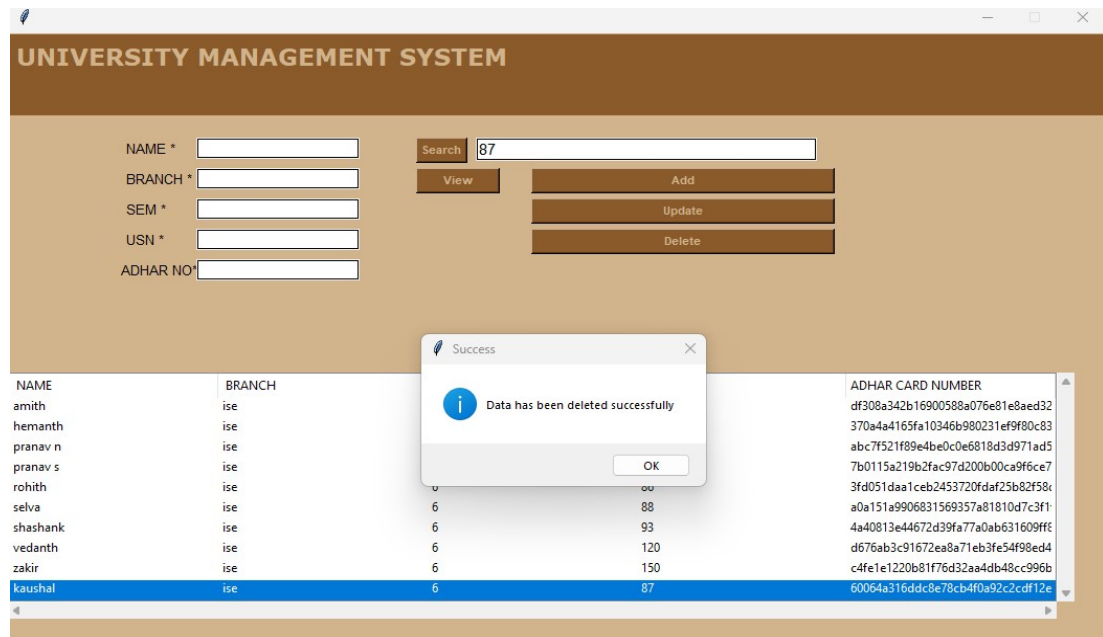 UNIVERSITY MANAGEMENT SYSTEM
NAME *
Search
87
BRANCH *
View
Add
SEM *
Update
USN *
Delete
ADHAR NO*
Success
Data has been deleted successfully
OK
NAME BRANCH ADHAR CARD NUMBER
amith ise df308a342b16900588a076e81e8aed32
hemanth ise 370a4a4165fa10346b980231ef9f80c83
pranav n ise abc7f521f89e4be0c0e6818d3d971ad5
pranav s ise 7b0115a219b2fac97d200b00ca9f6ce7
rohith ise 6 3fd051daa1ceb2453720fdaf25b82f58
selva ise 6 88 a0a151a9906831569357a81810d7c3f1
shashank ise 6 93 4a40813e44672d39fa77a0ab631609ff
vedanth ise 6 120 d676ab3c91672ea8a71eb3fe54f98ed4
zakir ise 6 150 c4fe1e1220b81f76d32aa4db48cc996b
kaushal ise 6 87 60064a316ddc8e78cb4f0a92c2cdf12e